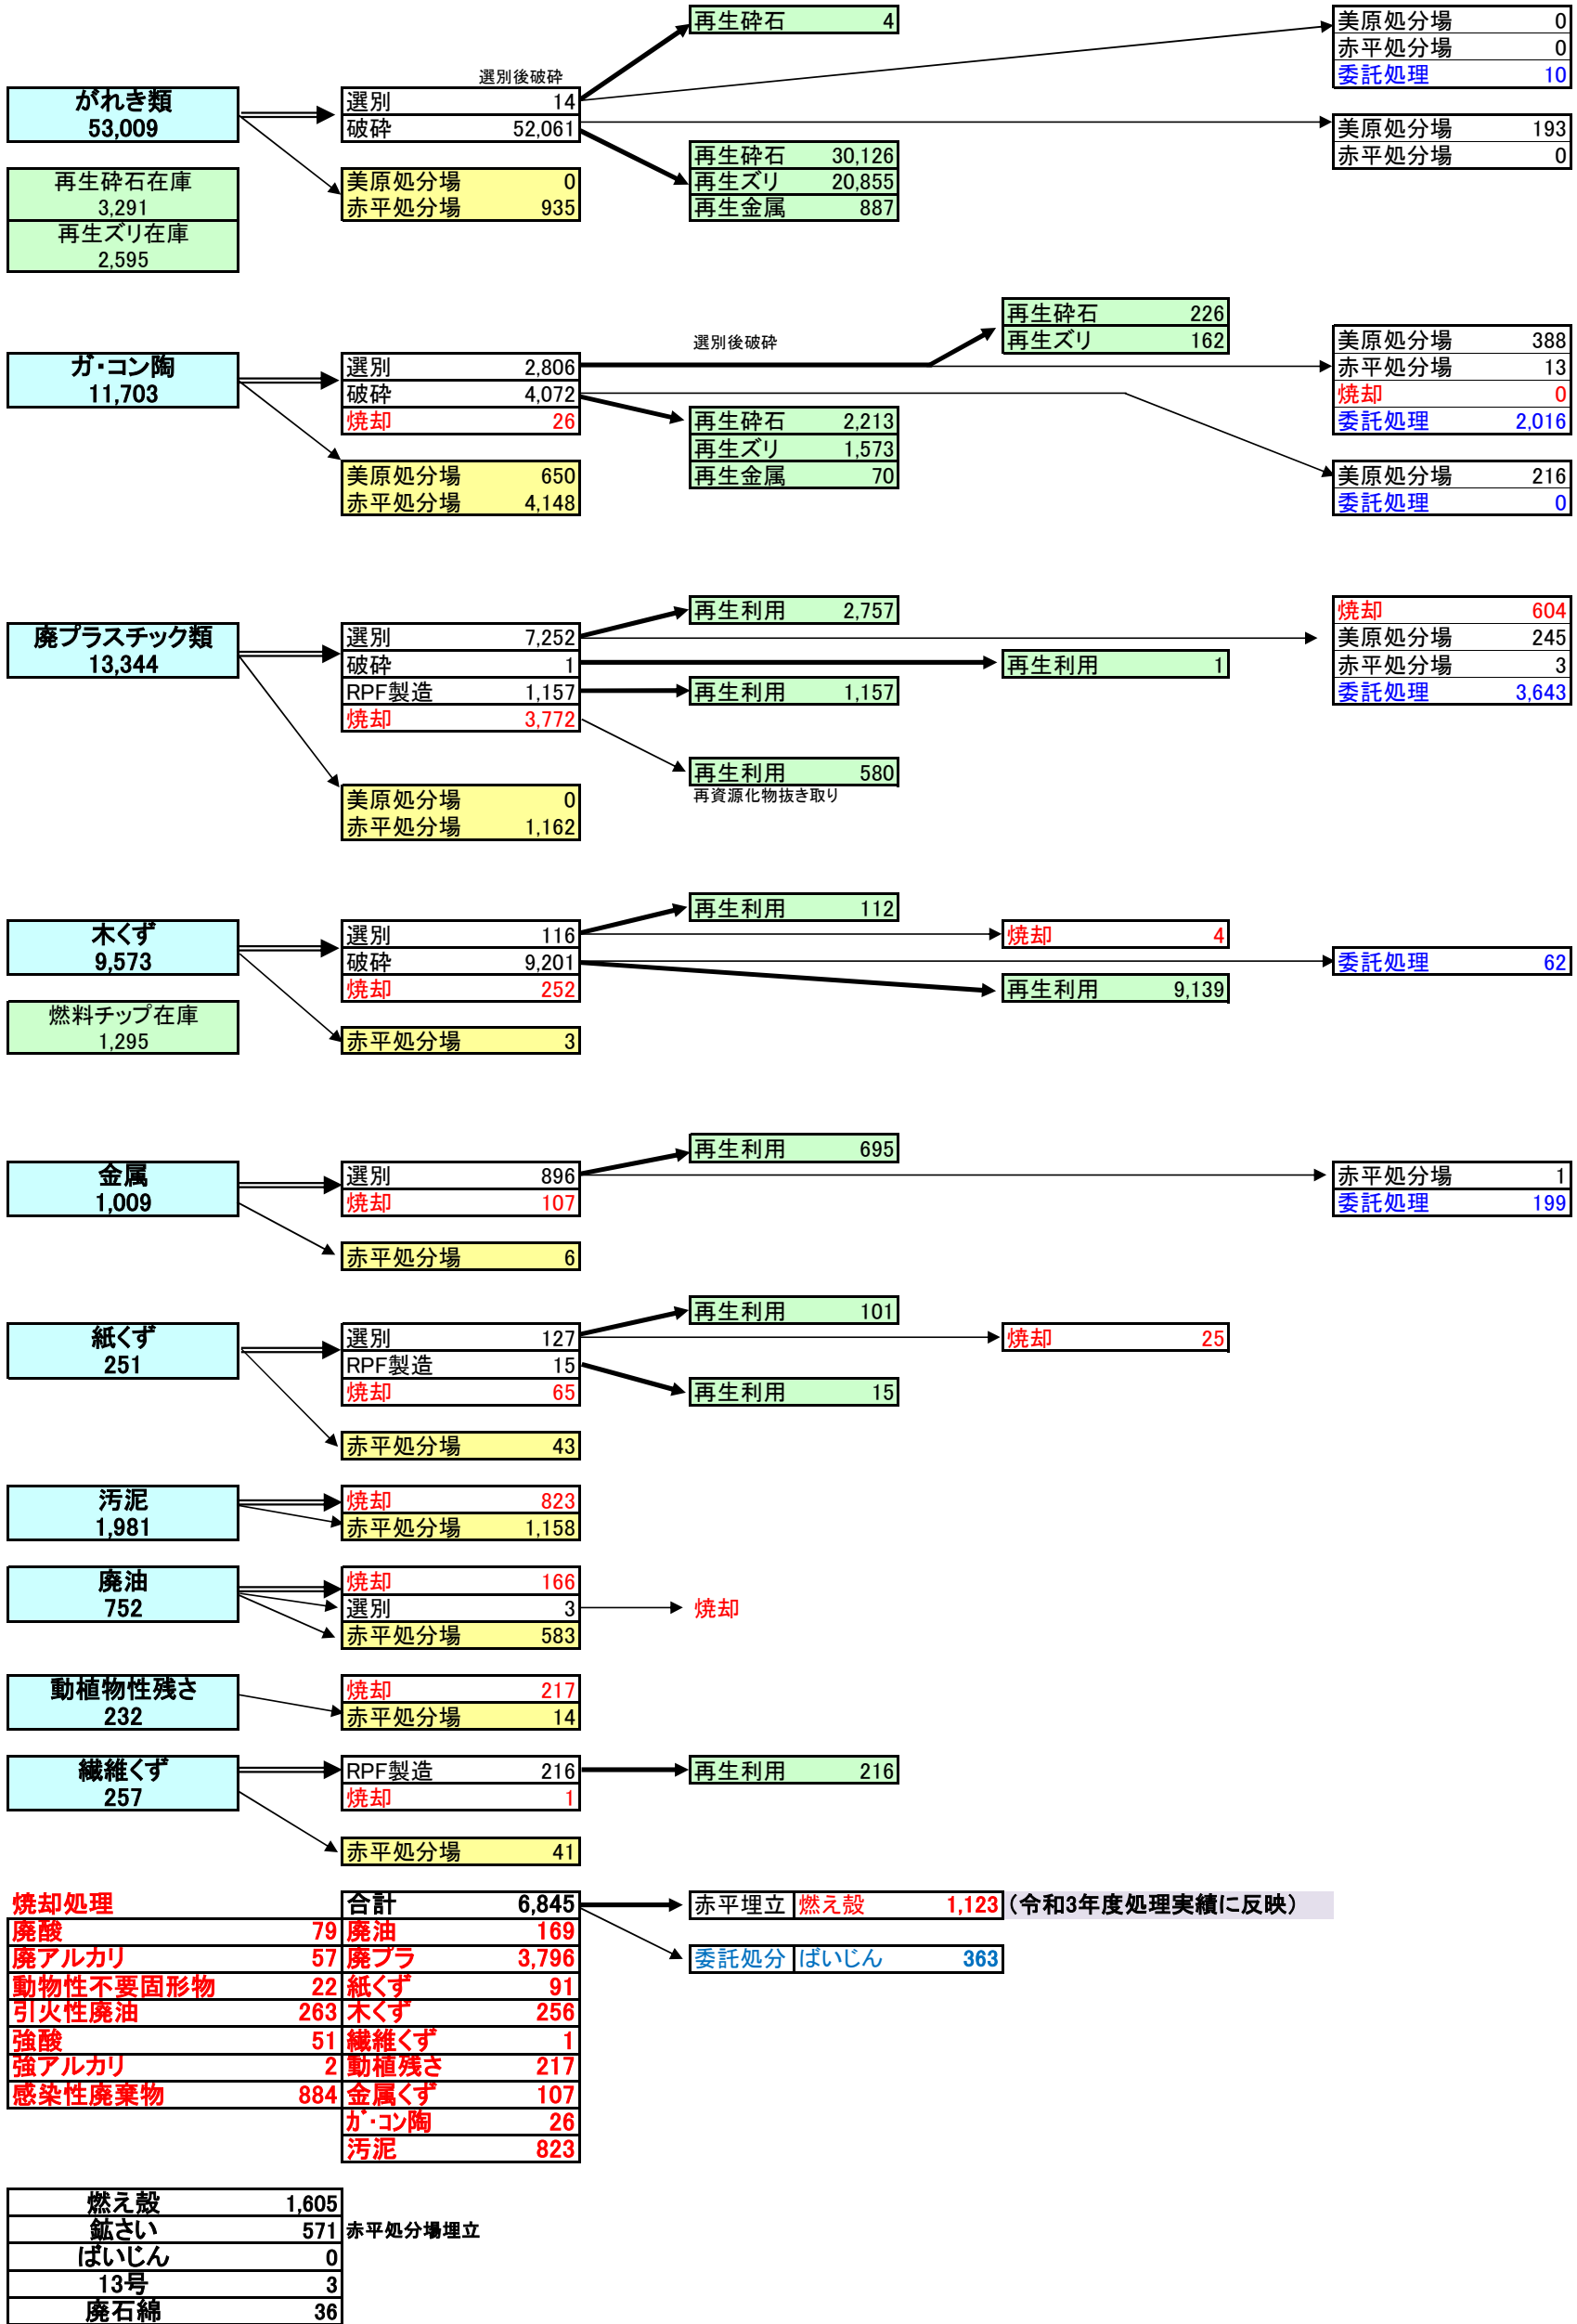 再生砕石 4
美原処分場 0
赤平処分場 0
委託処理 10
選別後破砕
がれき類
53,009
選別 14
破砕 52,061
美原処分場 193
赤平処分場 0
再生砕石 30,126
再生ズリ 20,855
再生金属 887
再生砕石在庫
3,291
再生ズリ在庫
2,595
美原処分場 0
赤平処分場 935
再生砕石 226
再生ズリ 162
選別後破砕
ガ・コン陶
11,703
選別 2,806
破砕 4,072
焼却 26
美原処分場 388
赤平処分場 13
焼却 0
委託処理 2,016
再生砕石 2,213
再生ズリ 1,573
再生金属 70
美原処分場 650
赤平処分場 4,148
美原処分場 216
委託処理 0
再生利用 2,757
廃プラスチック類
13,344
選別 7,252
破砕 1
RPF製造 1,157
焼却 3,772
再生利用 1
再生利用 1,157
焼却 604
美原処分場 245
赤平処分場 3
委託処理 3,643
再生利用 580
再資源化物抜き取り
美原処分場 0
赤平処分場 1,162
再生利用 112
木くず
9,573
選別 116
破砕 9,201
焼却 252
焼却 4
委託処理 62
再生利用 9,139
燃料チップ在庫
1,295
赤平処分場 3
再生利用 695
金属
1,009
選別 896
焼却 107
赤平処分場 1
委託処理 199
赤平処分場 6
再生利用 101
紙くず
251
選別 127
RPF製造 15
焼却 65
焼却 25
再生利用 15
赤平処分場 43
汚泥
1,981
焼却 823
赤平処分場 1,158
廃油
752
焼却 166
選別 3
赤平処分場 583
焼却
動植物性残さ
232
焼却 217
赤平処分場 14
繊維くず
257
RPF製造 216
焼却 1
再生利用 216
赤平処分場 41
焼却処理 合計 6,845
赤平埋立 燃え殻 1,123 (令和3年度処理実績に反映)
廃酸 79 廃油 169
廃アルカリ 57 廃プラ 3,796
委託処分 ばいじん 363
動物性不要固形物 22 紙くず 91
引火性廃油 263 木くず 256
強酸 51 繊維くず 1
強アルカリ 2 動植残さ 217
感染性廃棄物 884 金属くず 107
ガ・コン陶 26
汚泥 823
燃え殻 1,605
鉱さい 571 赤平処分場埋立
ばいじん 0
13号 3
廃石綿 36